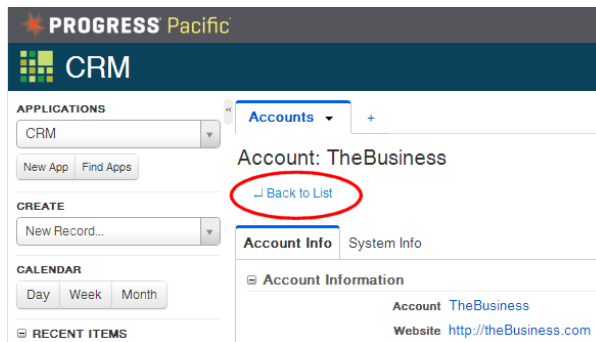 PROGRESS Pacific
CRM
APPLICATIONS
CRM
New App Find Apps
CREATE
New Record...
CALENDAR
Day Week Month
RECENT ITEMS
« Accounts +
Account: TheBusiness
Back to List
Account Info System Info
Account Information
Account TheBusiness
Website http://theBusiness.com